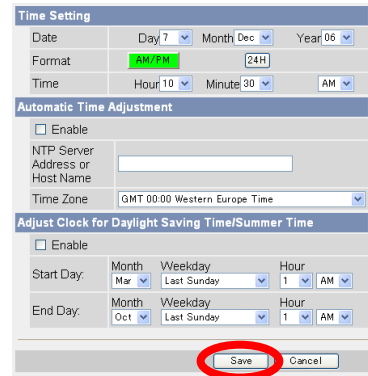 Time Setting
Date Day 7 Month Dec Year 06
Format AM/PM 24H
Time Hour 10 Minute 30 AM
Automatic Time Adjustment
Enable
NTP Server
Address or
Host Name
Time Zone GMT 00:00 Western Europe Time
Adjust Clock for Daylight Saving Time/Summer Time
Enable
Month Weekday Hour
Start Day: Mar Last Sunday 1 AM
Month Weekday Hour
End Day: Oct Last Sunday 1 AM
Save Cancel